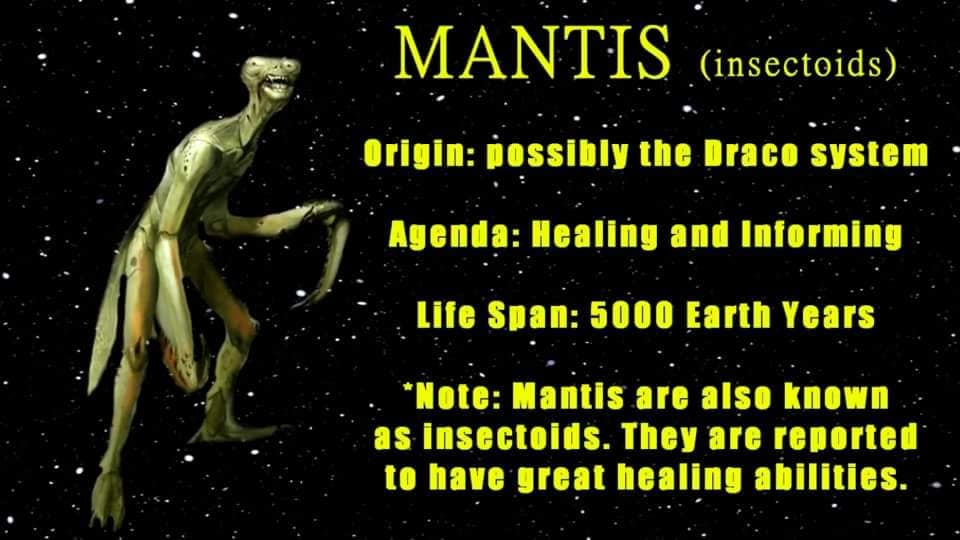 MANTIS (insectoids)
Origin: possibly the Draco system
Agenda: Healing and Informing
Life Span: 5000 Earth Years
*Note: Mantis are also known
as insectoids. They are reported
to have great healing abilities.